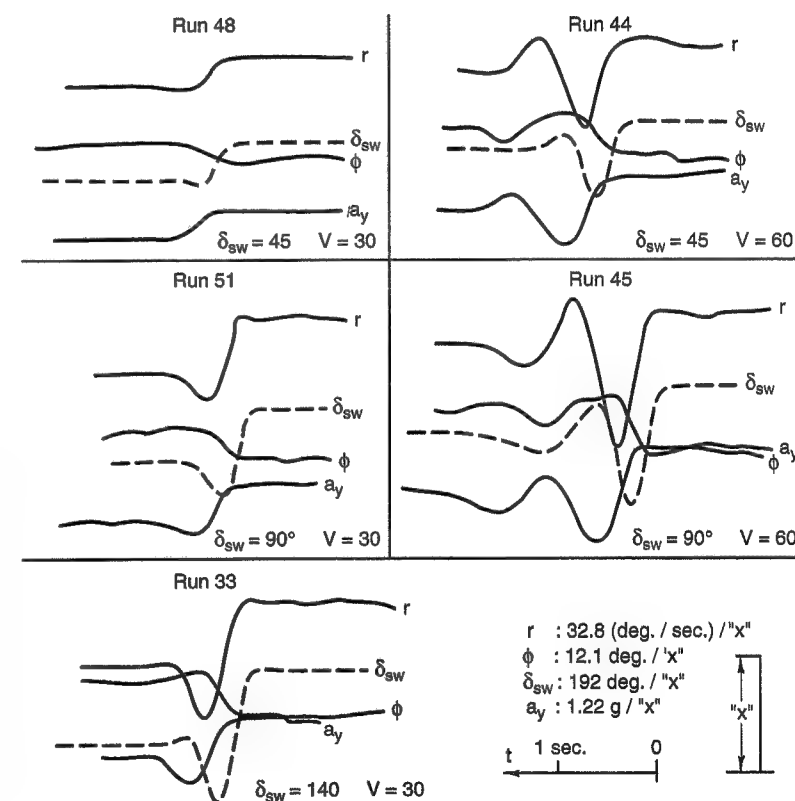 Run 48
r
δsw
ϕ
ay
δsw = 45 V = 30
Run 44
r
δsw
ϕ
ay
δsw = 45 V = 60
Run 51
r
δsw
ϕ
ay
δsw = 90° V = 30
Run 45
r
δsw
ay
ϕ
δsw = 90° V = 60
Run 33
r
δsw
ϕ
ay
δsw = 140 V = 30
r : 32.8 (deg. / sec.) / "x"
ϕ : 12.1 deg. / 'x"
δsw : 192 deg. / "x"
ay : 1.22 g / "x"
"x"
t 1 sec. 0